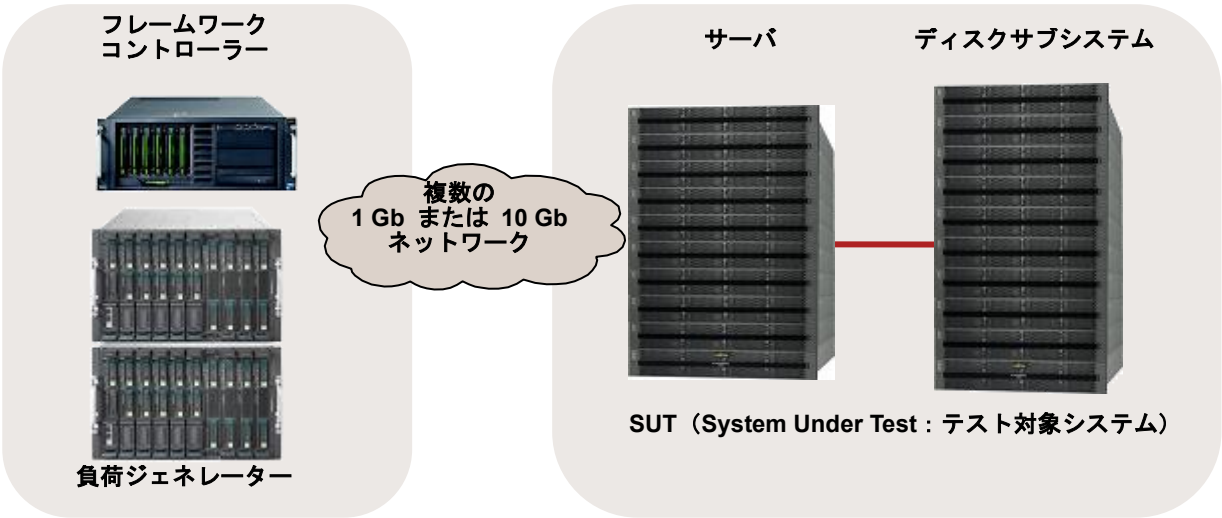 フレームワーク
コントローラー
負荷ジェネレーター
複数の
1 Gb または 10 Gb
ネットワーク
サーバ
ディスクサブシステム
SUT（System Under Test：テスト対象システム）